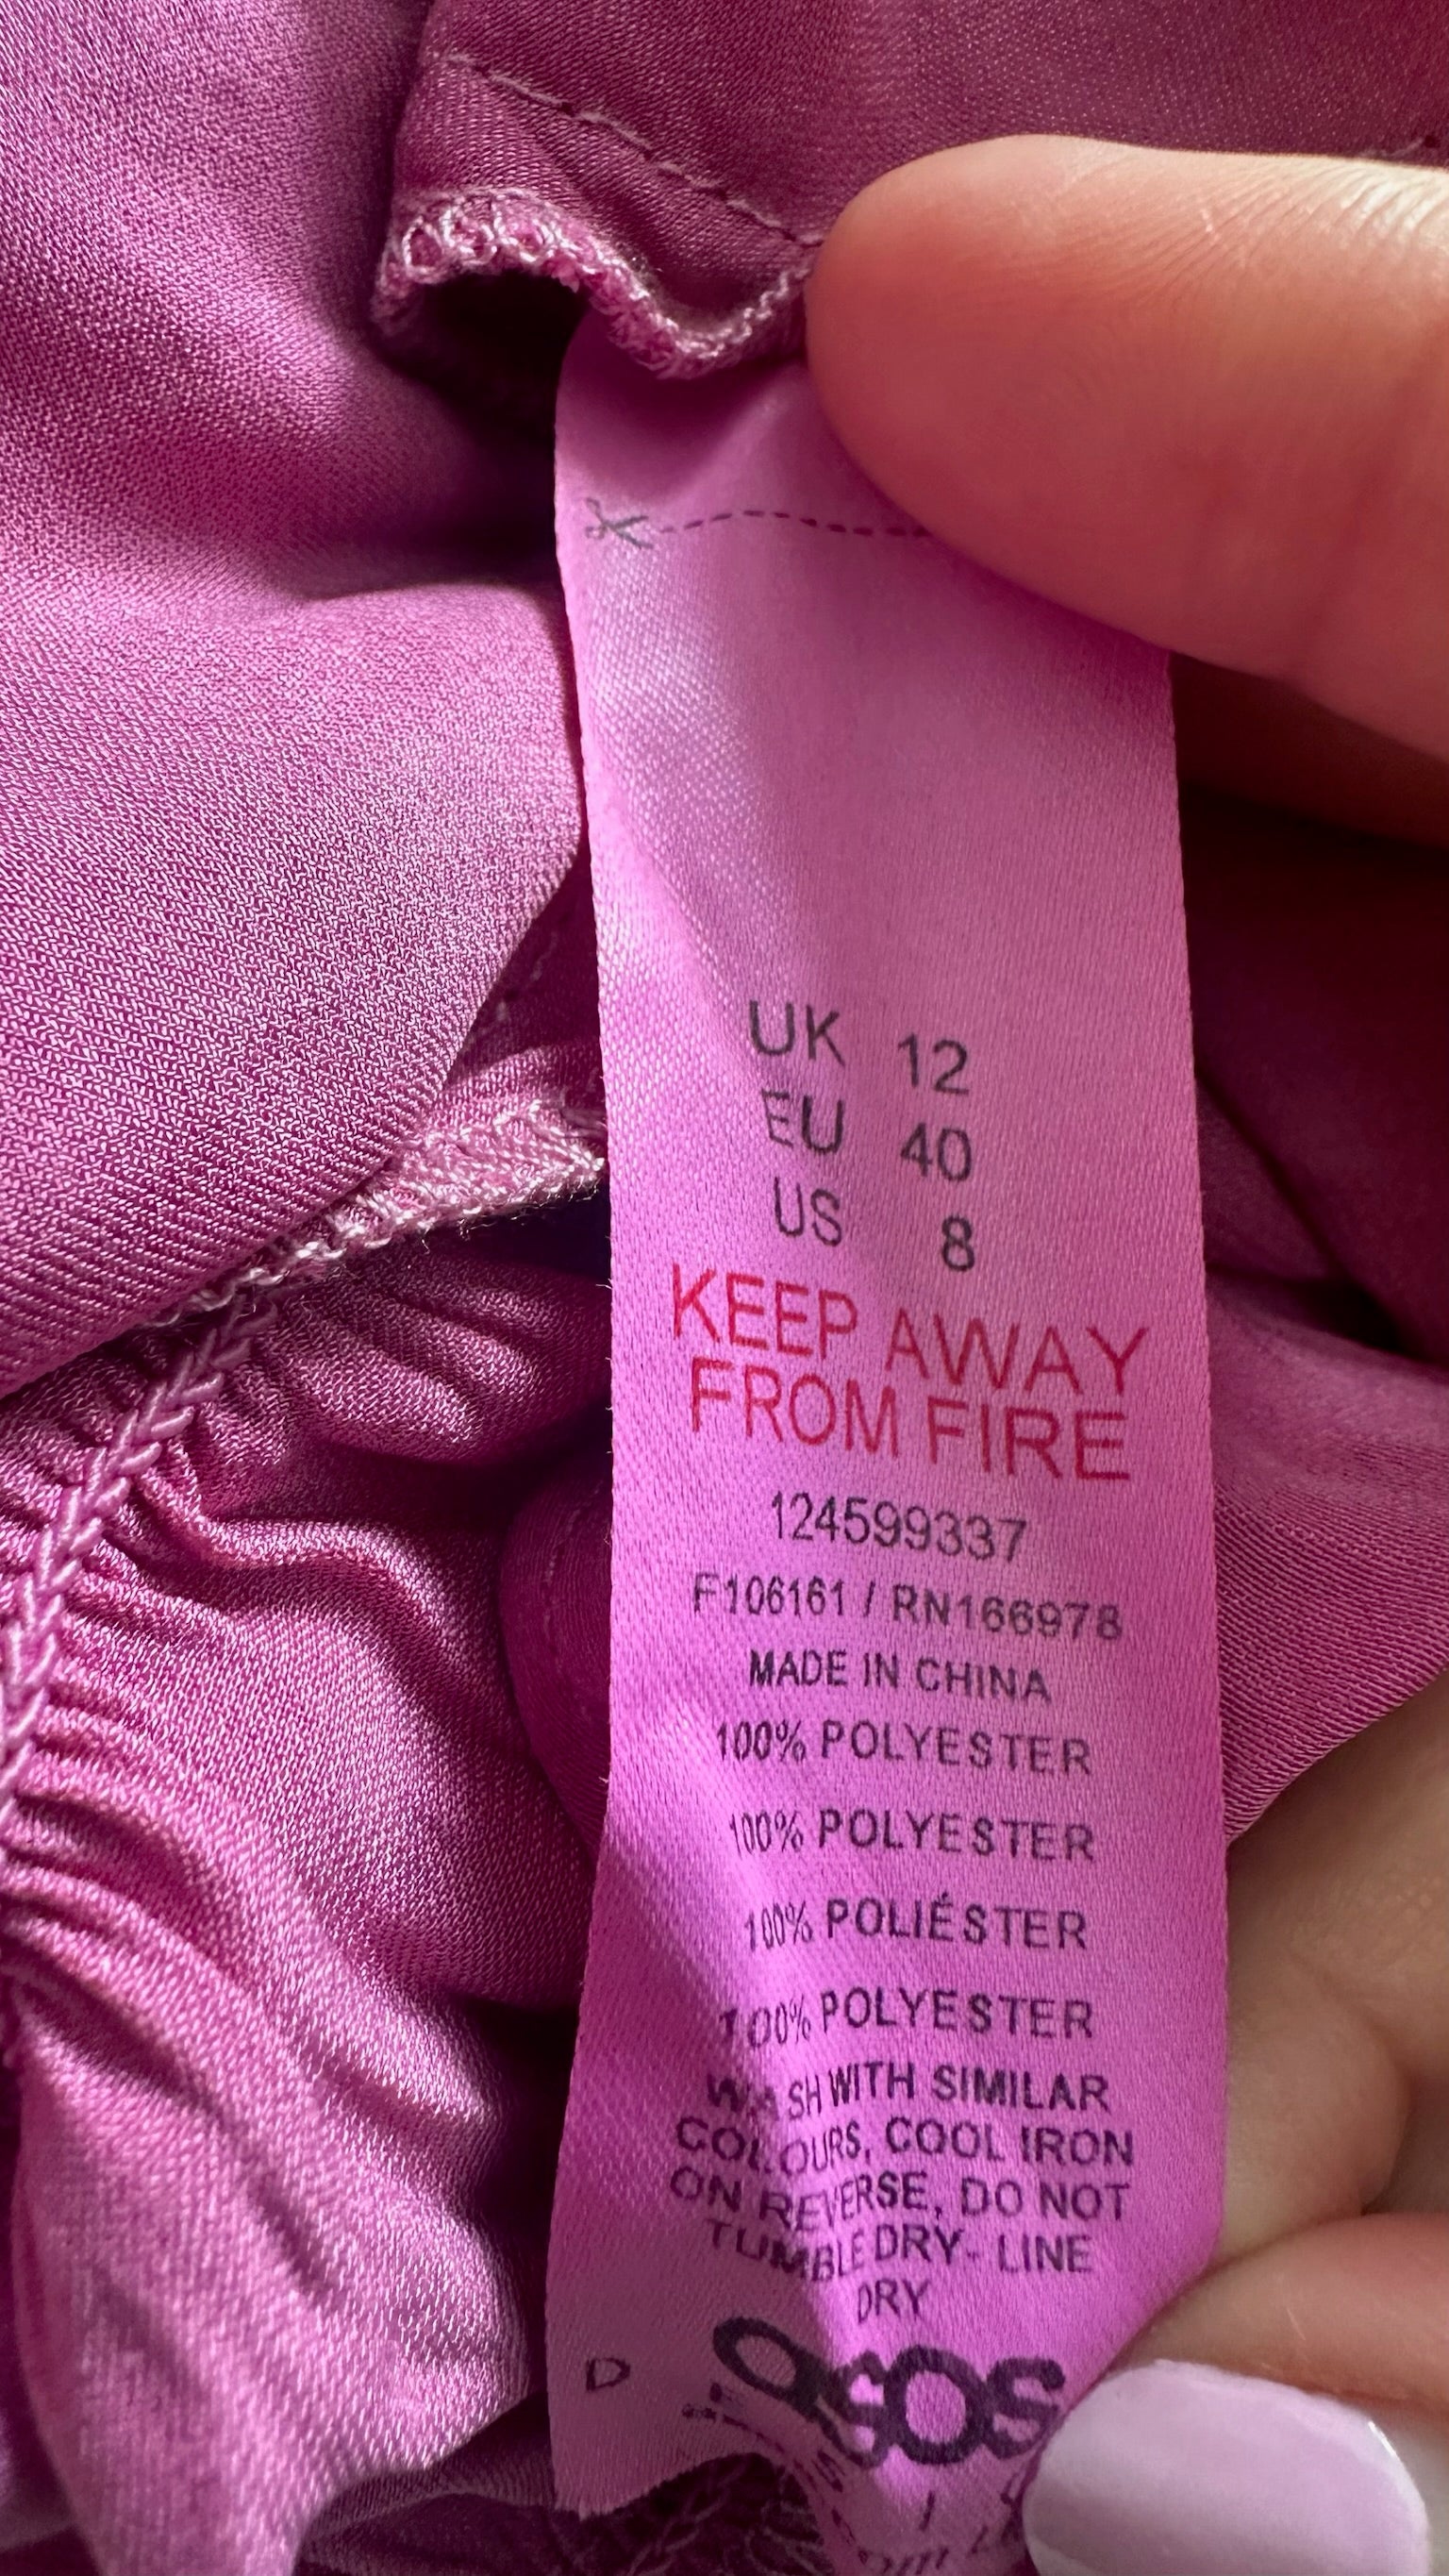 UK 12
EU 40
US 8
KEEP AWAY
FROM FIRE
124599337
F106161 / RN166978
MADE IN CHINA
100% POLYESTER
100% POLYESTER
100% POLIÉSTER
100% POLYESTER
WASH WITH SIMILAR
COLOURS, COOL IRON
ON REVERSE, DO NOT
TUMBLE DRY- LINE
DRY
D
asos